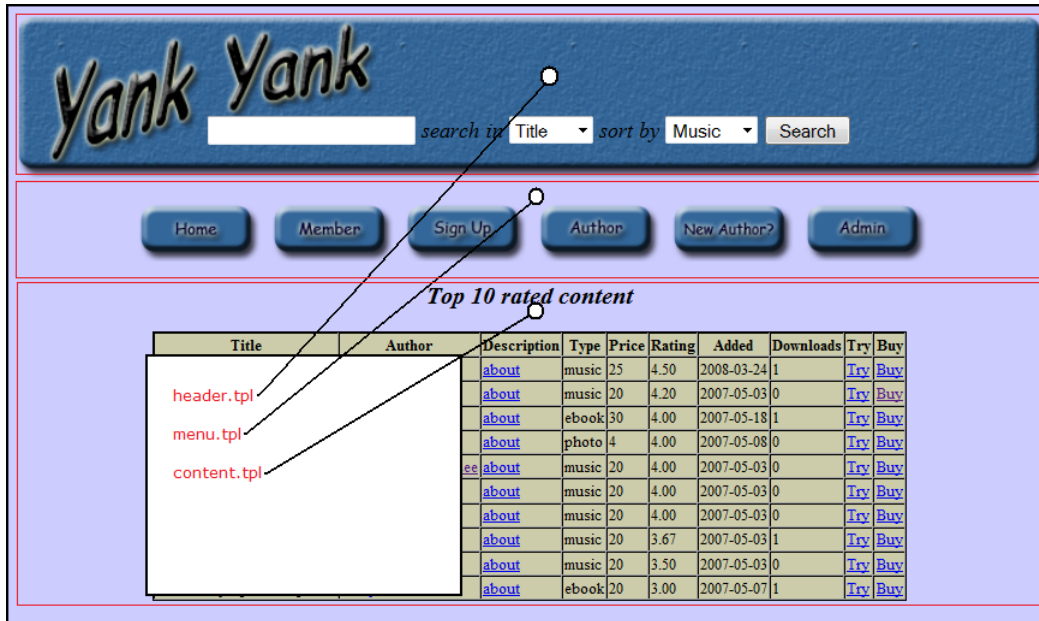 Yank Yank
search in Title sort by Music Search
Home Member Sign Up Author New Author? Admin
Top 10 rated content
Title Author Description Type Price Rating Added Downloads Try Buy
about music 25 4.50 2008-03-24 1 Try Buy
header.tpl about music 20 4.20 2007-05-03 0 Try Buy
about ebook 30 4.00 2007-05-18 1 Try Buy
menu.tpl about photo 4 4.00 2007-05-08 0 Try Buy
content.tpl ee about music 20 4.00 2007-05-03 0 Try Buy
about music 20 4.00 2007-05-03 0 Try Buy
about music 20 4.00 2007-05-03 0 Try Buy
about music 20 3.67 2007-05-03 1 Try Buy
about music 20 3.50 2007-05-03 0 Try Buy
about ebook 20 3.00 2007-05-07 1 Try Buy